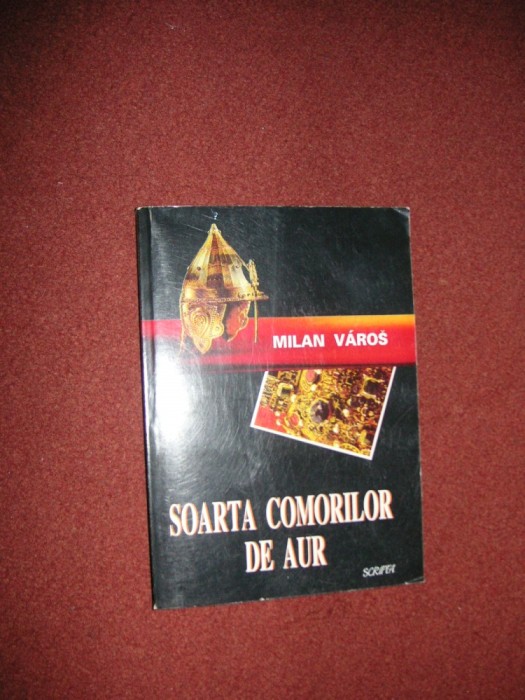 MILAN VÁROŠ
SOARTA COMORILOR
DE AUR
SCRIPTA